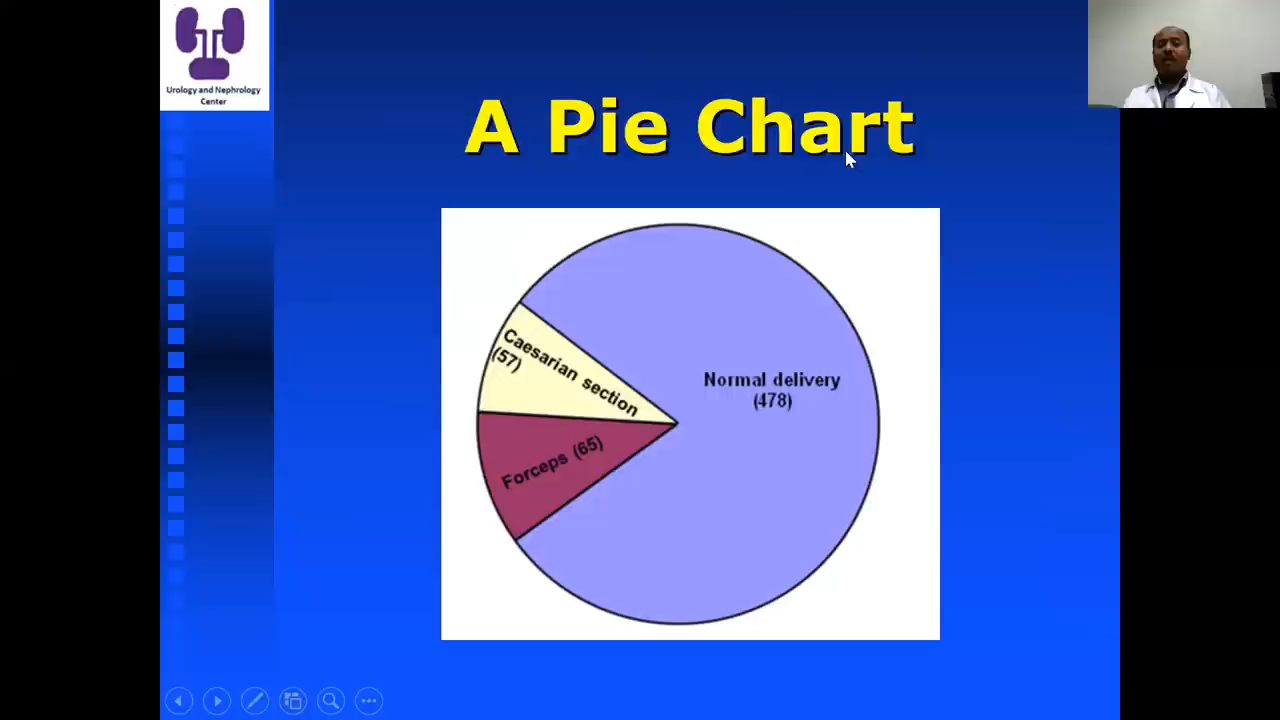 Urology and Nephrology
Center
A Pie Chart
Caesarian section
(57)
Normal delivery
(478)
Forceps (65)